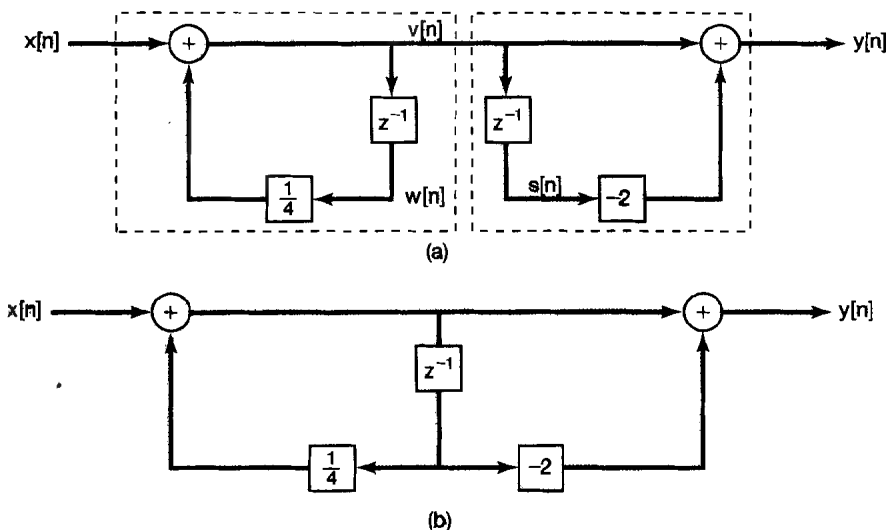 x[n] + v[n] + y[n]
z⁻¹ z⁻¹
1/4 w[n] s[n] -2
(a)
x[n] + + y[n]
z⁻¹
1/4 -2
(b)